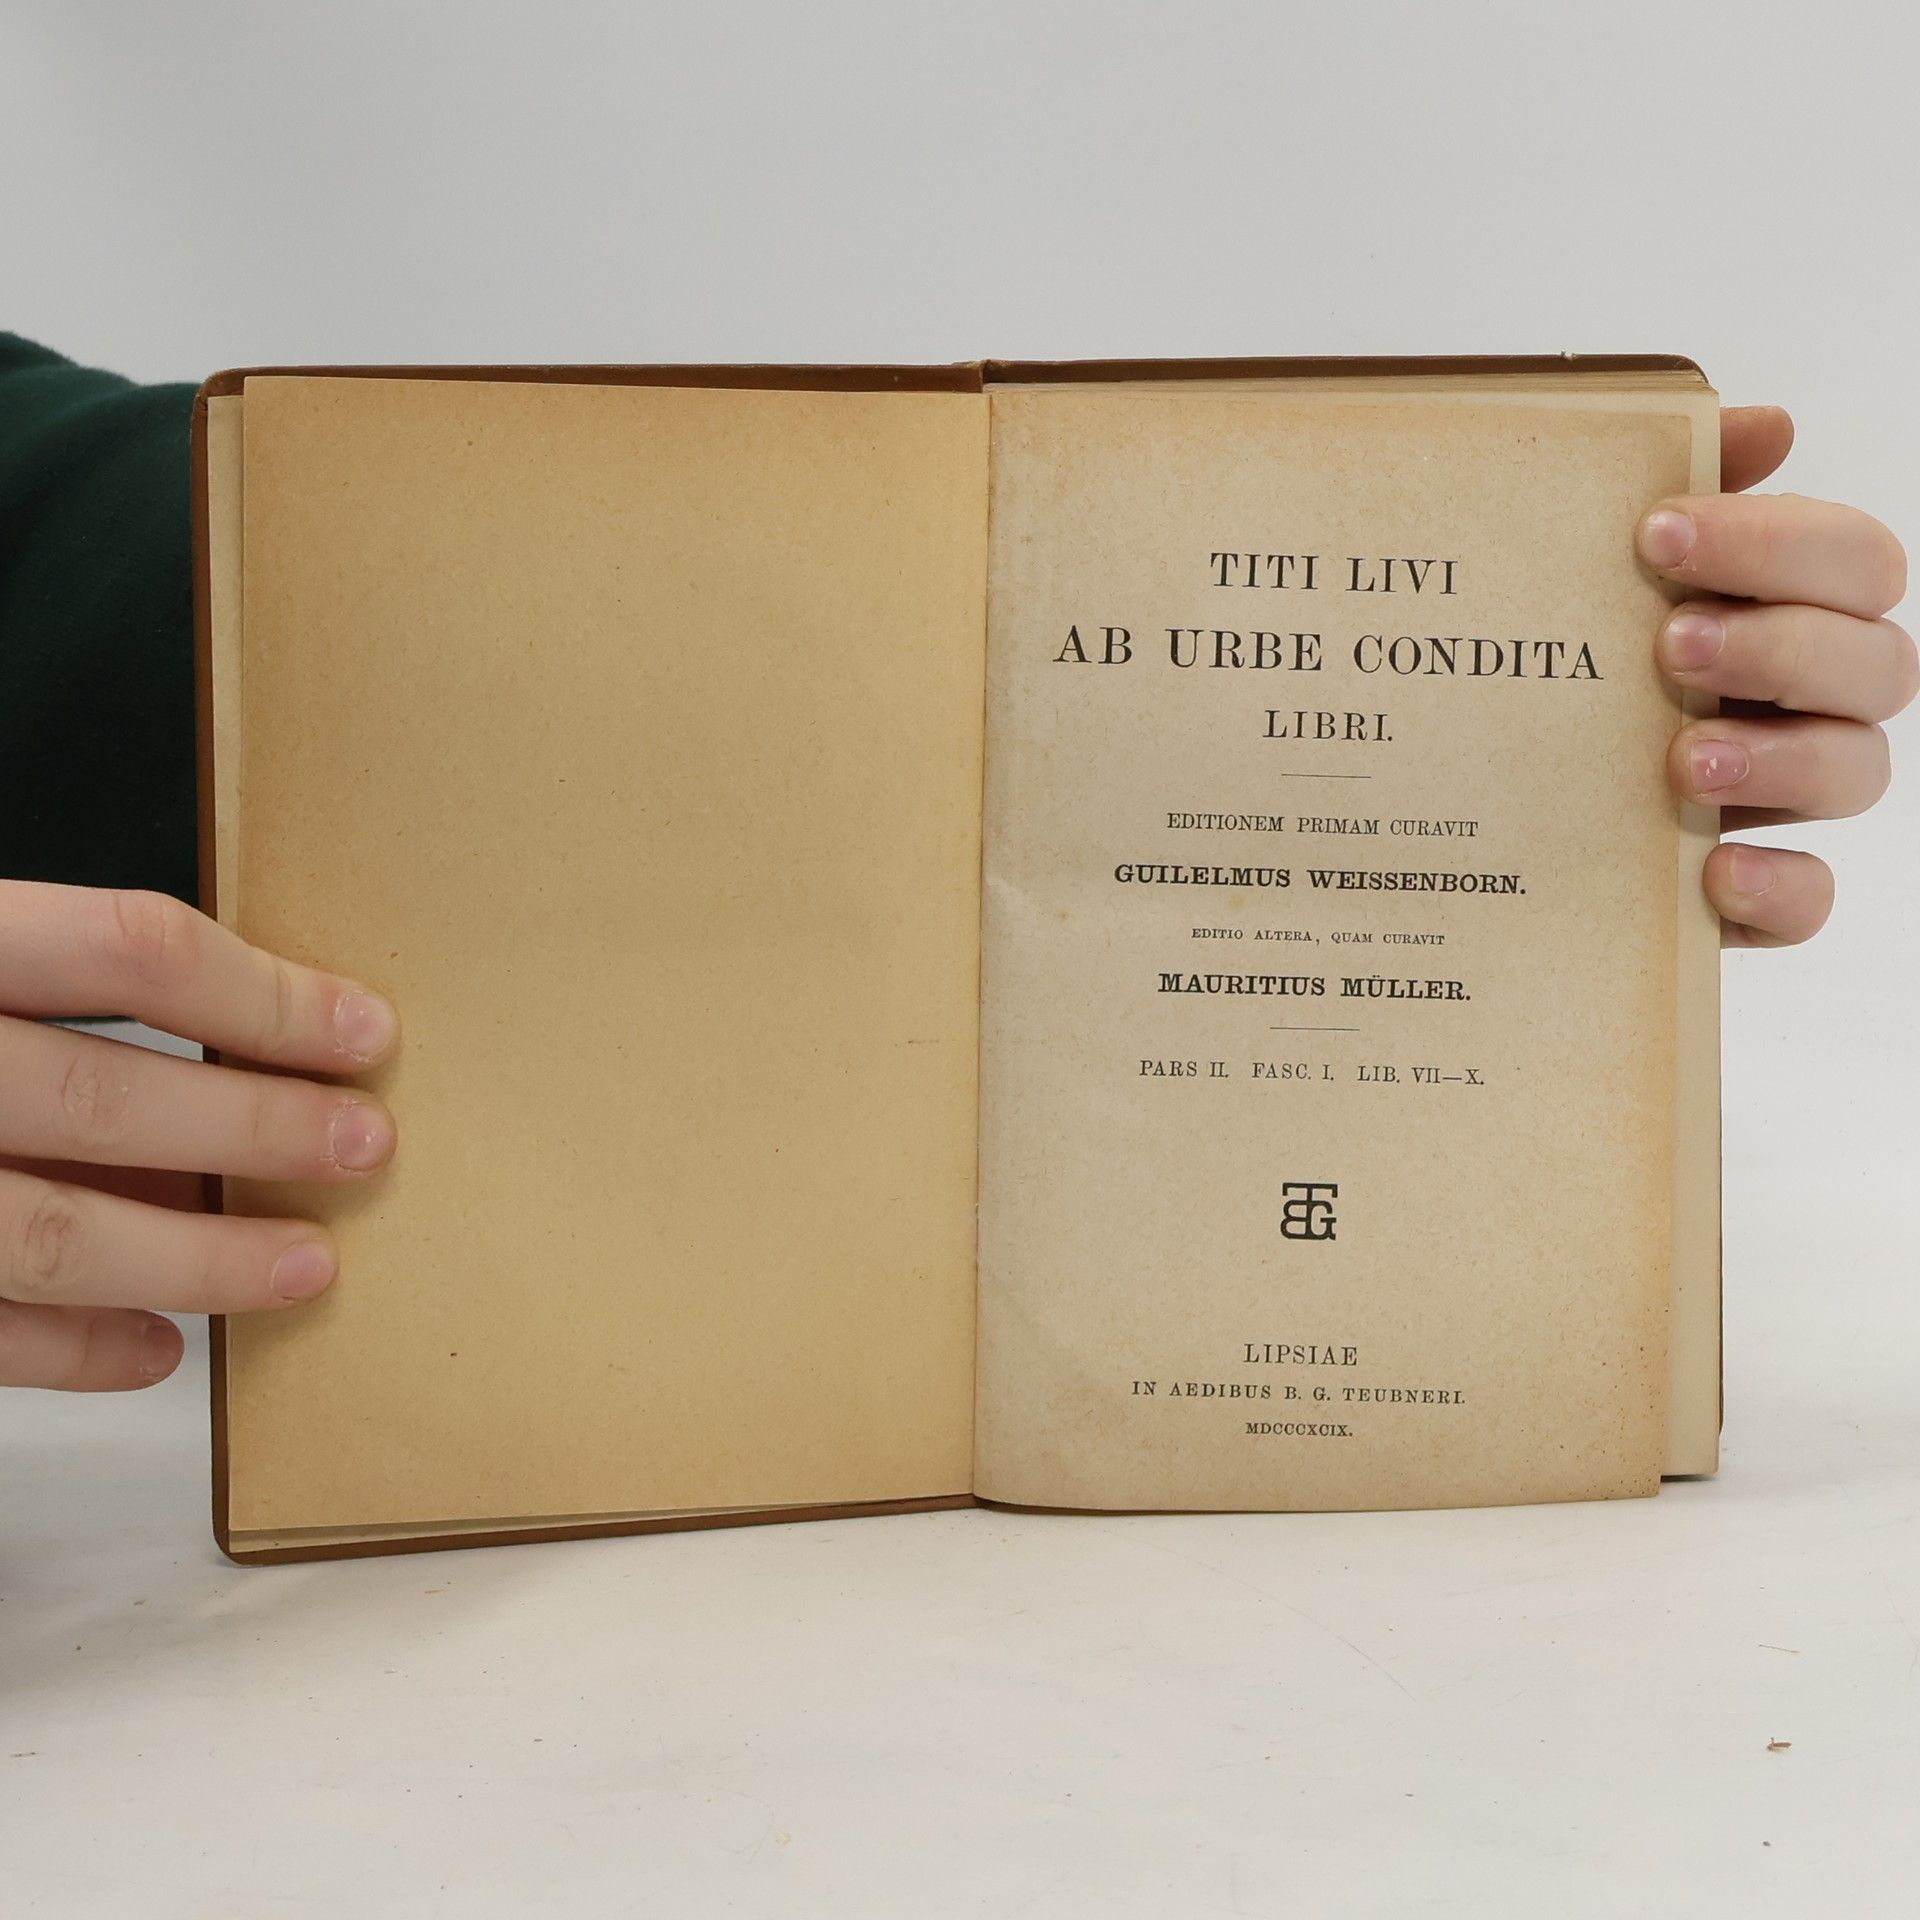 TITI LIVI
AB URBE CONDITA
LIBRI.
EDITIONEM PRIMAM CURAVIT
GUILELMUS WEISSENBORN.
EDITIO ALTERA, QUAM CURAVIT
MAURITIUS MÜLLER.
PARS II. FASC. I. LIB. VII—X.
BTG
LIPSIAE
IN AEDIBUS B. G. TEUBNERI.
MDCCCXCIX.